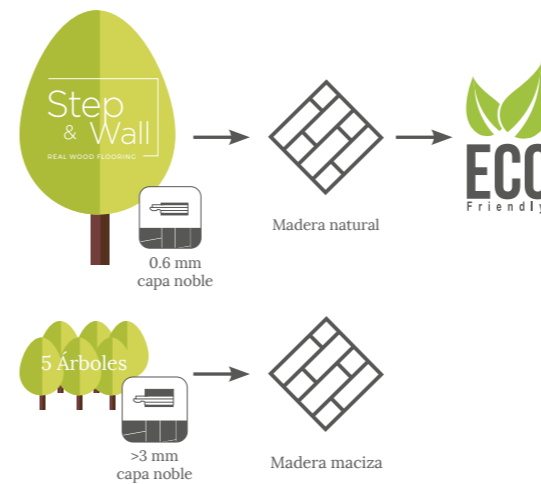 Step
& Wall
REAL WOOD FLOORING
0.6 mm
capa noble
Madera natural
ECO
Friendly
5 Árboles
>3 mm
capa noble
Madera maciza